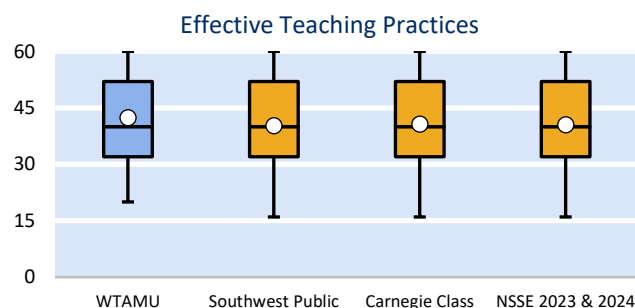 Effective Teaching Practices
60
45
30
15
0
WTAMU Southwest Public Carnegie Class NSSE 2023 & 2024